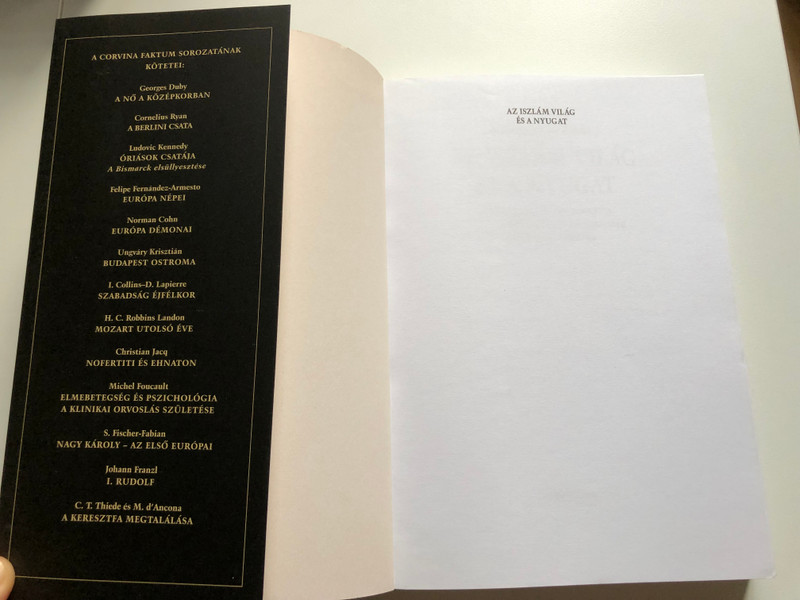 A CORVINA FAKTUM SOROZATÁNAK
KÖTETEI:
Georges Duby
A NŐ A KÖZÉPKORBAN
Cornelius Ryan
A BERLINI CSATA
Ludovic Kennedy
ÓRIÁSOK CSATÁJA
A Bismarck elsüllyesztése
Felipe Fernández-Armesto
EURÓPA NÉPEI
Norman Cohn
EURÓPA DÉMONAI
Ungváry Krisztián
BUDAPEST OSTROMA
I. Collins–D. Lapierre
SZABADSÁG ÉJFÉLKOR
H. C. Robbins Landon
MOZART UTOLSÓ ÉVE
Christian Jacq
NOFERTITI ÉS EHNATON
Michel Foucault
ELMEBETEGSÉG ÉS PSZICHOLÓGIA
A KLINIKAI ORVOSLÁS SZÜLETÉSE
S. Fischer-Fabian
NAGY KÁROLY – AZ ELSŐ EURÓPAI
Johann Franzl
I. RUDOLF
C. T. Thiede és M. d'Ancona
A KERESZTFA MEGTALÁLÁSA
AZ ISZLÁM VILÁG
ÉS A NYUGAT